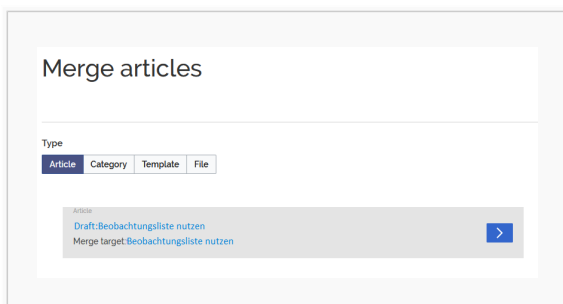 Merge articles
Type
Article Category Template File
Article
Draft:Beobachtungsliste nutzen
Merge target:Beobachtungsliste nutzen